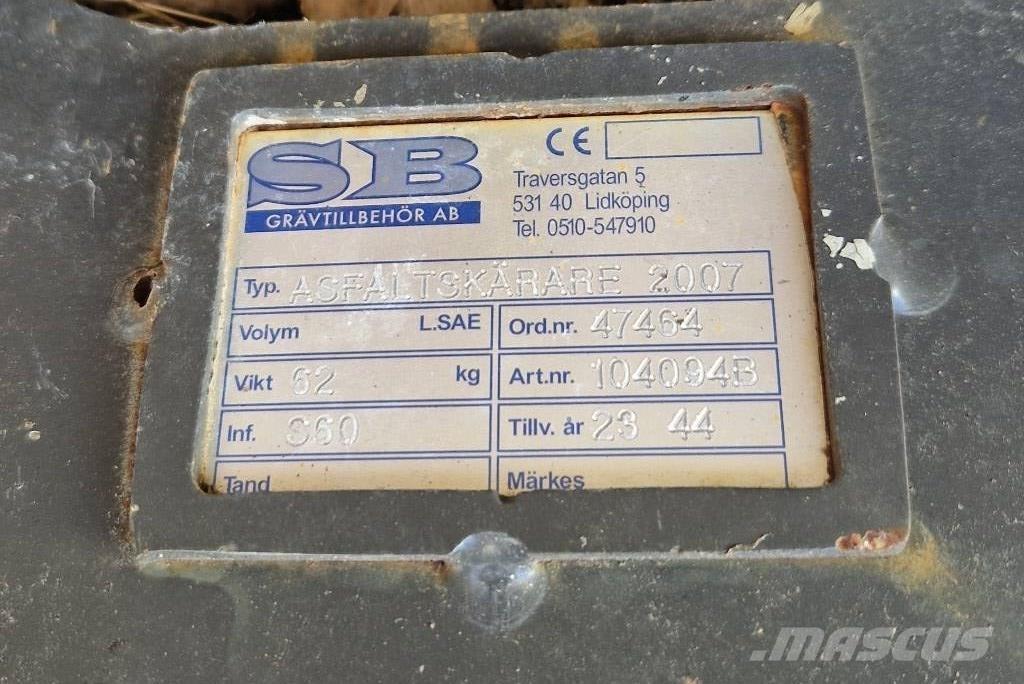 SB
GRÄVTILLBEHÖR AB
CE
Traversgatan 5
531 40 Lidköping
Tel. 0510-547910
Typ. ASFALTSKÄRARE 2007
Volym L.SAE
Ord.nr. 47464
Vikt 62 kg
Art.nr. 104094B
Inf. S60
Tillv. år 23 44
Tand
Märkes
MASCUS